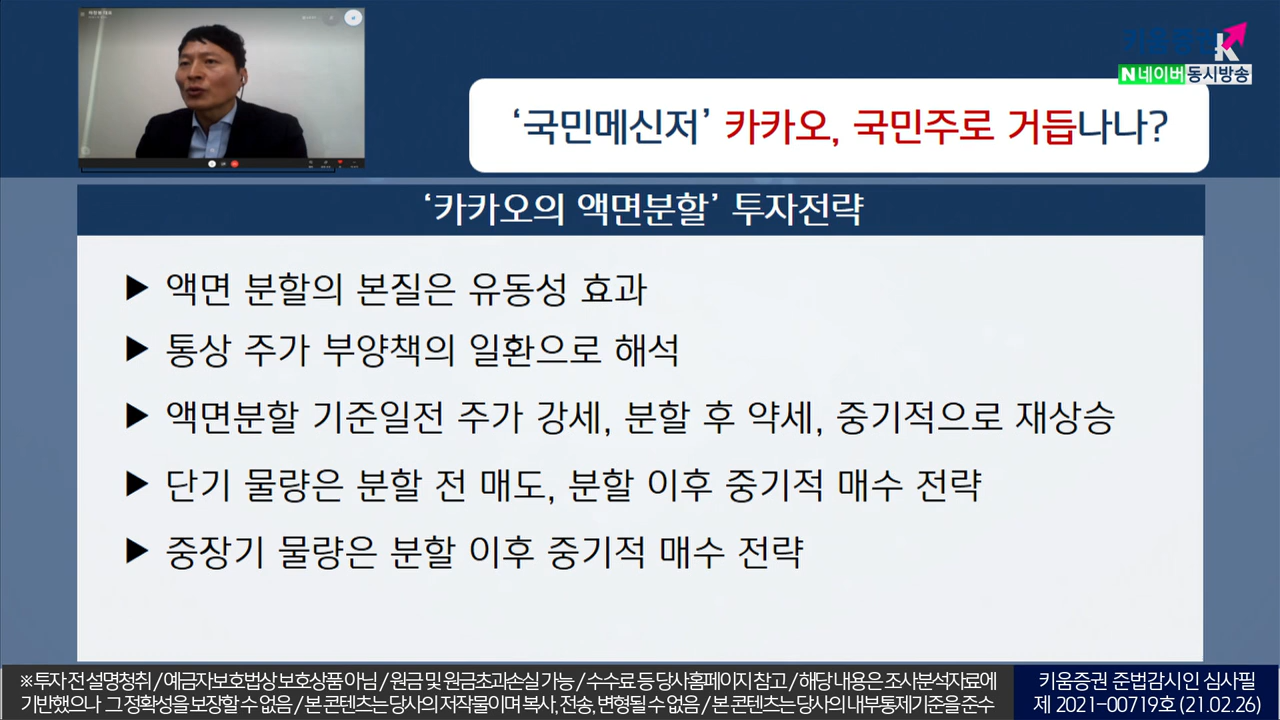 키움증권
N 네이버 동시방송
‘국민메신저’ 카카오, 국민주로 거듭나나?
‘카카오의 액면분할’ 투자전략
▶ 액면 분할의 본질은 유동성 효과
▶ 통상 주가 부양책의 일환으로 해석
▶ 액면분할 기준일전 주가 강세, 분할 후 약세, 중기적으로 재상승
▶ 단기 물량은 분할 전 매도, 분할 이후 중기적 매수 전략
▶ 중장기 물량은 분할 이후 중기적 매수 전략
※ 투자 전 설명청취 / 예금자보호법상 보호상품 아님 / 원금 및 원금초과손실 가능 / 수수료 등 당사홈페이지 참고 / 해당 내용은 조사분석자료에
기반했으나 그 정확성을 보장할 수 없음 / 본 콘텐츠는 당사의 저작물이며 복사, 전송, 변형될 수 없음 / 본 콘텐츠는 당사의 내부통제기준을 준수
키움증권 준법감시인 심사필
제 2021-00719호 (21.02.26)